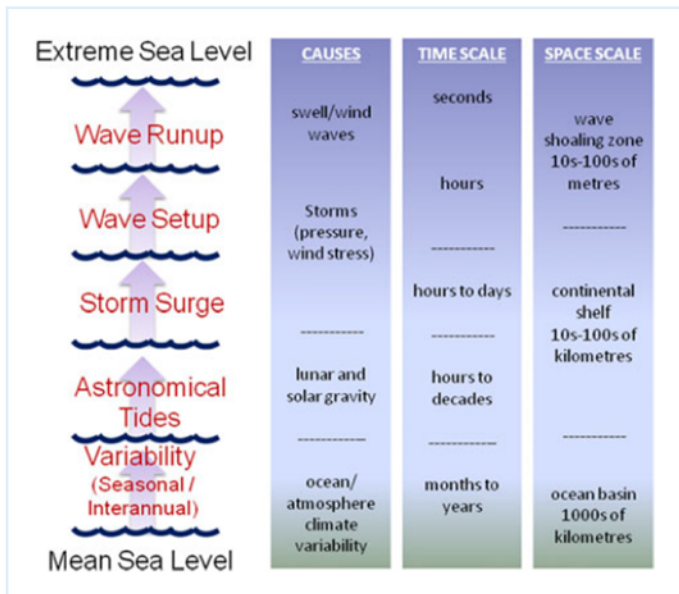 Extreme Sea Level
Wave Runup
Wave Setup
Storm Surge
Astronomical
Tides
Variability
(Seasonal /
Interannual)
Mean Sea Level
CAUSES
swell/wind
waves
Storms
(pressure,
wind stress)
-----------
lunar and
solar gravity
-----------
ocean/
atmosphere
climate
variability
TIME SCALE
seconds
hours
-----------
hours to days
-----------
hours to
decades
-----------
months to
years
SPACE SCALE
wave
shoaling zone
10s-100s of
metres
-----------
continental
shelf
10s-100s of
kilometres
-----------
ocean basin
1000s of
kilometres